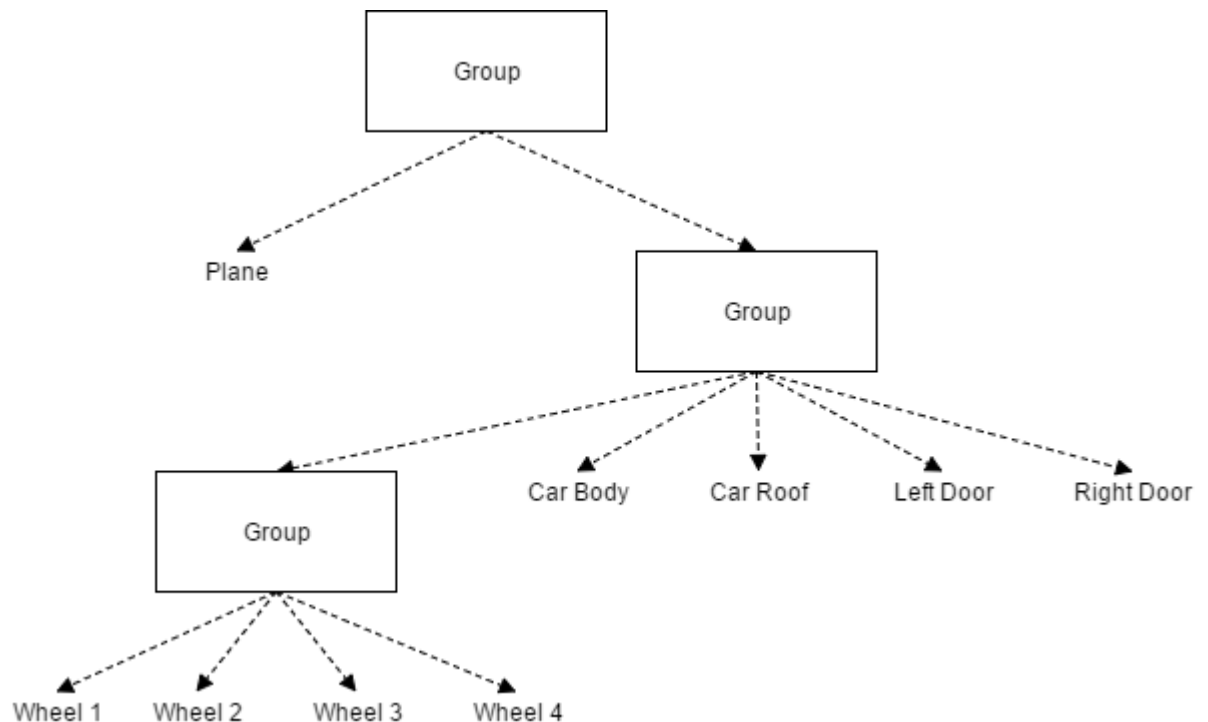 Group
Plane
Group
Car Body
Car Roof
Left Door
Right Door
Group
Wheel 1
Wheel 2
Wheel 3
Wheel 4